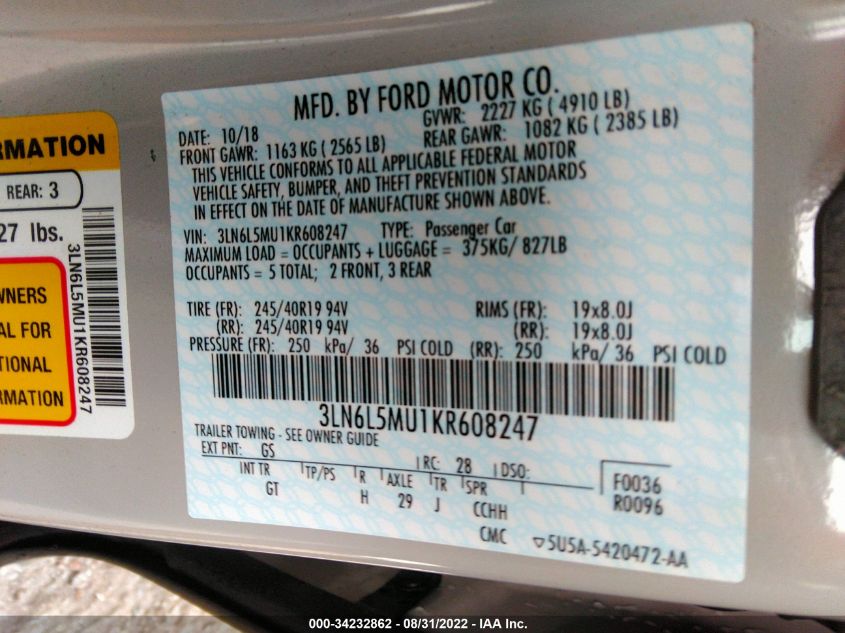 MFD. BY FORD MOTOR CO.
DATE: 10/18 GVWR: 2227 KG ( 4910 LB)
FRONT GAWR: 1163 KG ( 2565 LB) REAR GAWR: 1082 KG ( 2385 LB)
THIS VEHICLE CONFORMS TO ALL APPLICABLE FEDERAL MOTOR
VEHICLE SAFETY, BUMPER, AND THEFT PREVENTION STANDARDS
IN EFFECT ON THE DATE OF MANUFACTURE SHOWN ABOVE.
VIN: 3LN6L5MU1KR608247 TYPE: Passenger Car
MAXIMUM LOAD = OCCUPANTS + LUGGAGE = 375KG/ 827LB
OCCUPANTS = 5 TOTAL; 2 FRONT, 3 REAR
TIRE (FR): 245/40R19 94V RIMS (FR): 19x8.0J
(RR): 245/40R19 94V (RR): 19x8.0J
PRESSURE (FR): 250 kPa/ 36 PSI COLD (RR): 250 kPa/ 36 PSI COLD
3LN6L5MU1KR608247
TRAILER TOWING - SEE OWNER GUIDE
EXT PNT: GS RC: 28 DSO:
INT TR TP/PS R AXLE TR SPR
GT H 29 J CCHH
F0036
R0096
CMC 5U5A-5420472-AA
RMATION
REAR: 3
27 lbs.
WNERS
AL FOR
TIONAL
ORMATION
3LN6L5MU1KR608247
000-34232862 - 08/31/2022 - IAA Inc.